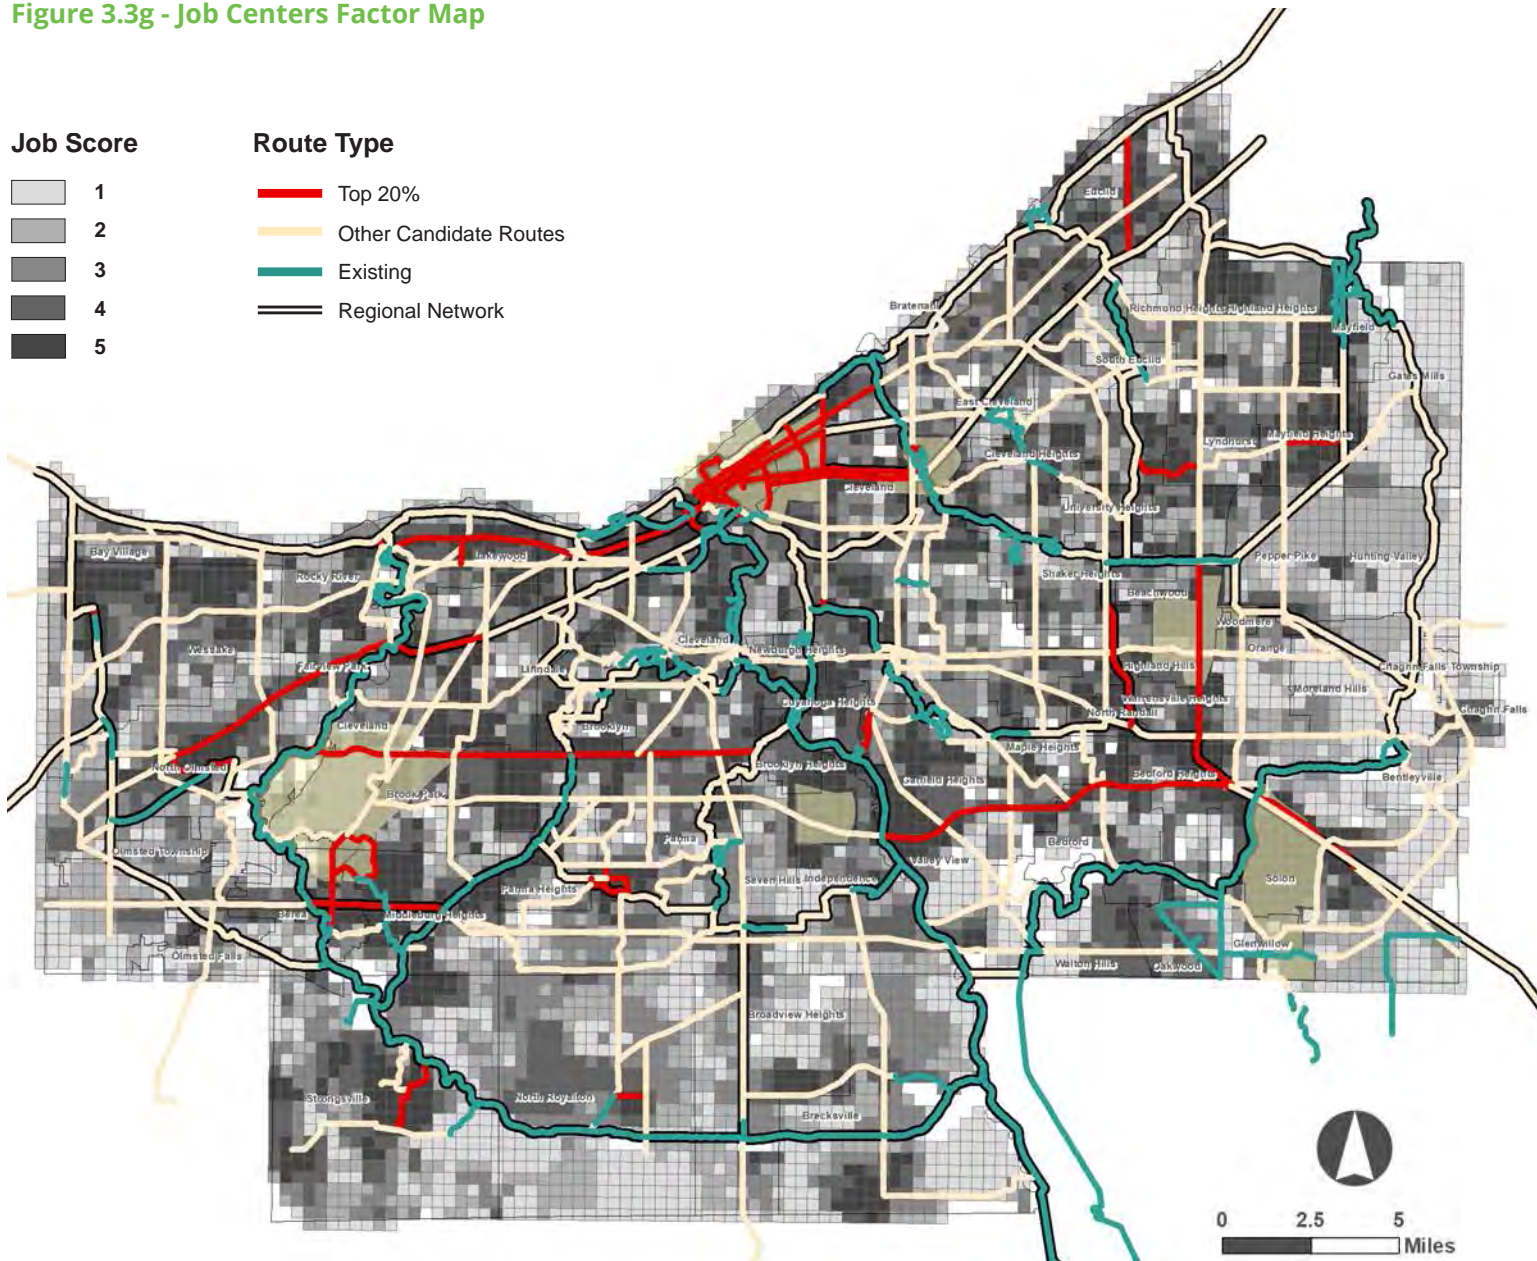 Figure 3.3g - Job Centers Factor Map
Job Score
1
2
3
4
5
Route Type
Top 20%
Other Candidate Routes
Existing
Regional Network
Euclid
Bratenahl
Richmond Heights
Highland Heights
Mayfield
South Euclid
Gates Mills
East Cleveland
Lyndhurst
Mayfield Heights
Cleveland Heights
Cleveland
University Heights
Bay Village
Lakewood
Rocky River
Pepper Pike
Hunting Valley
Shaker Heights
Beachwood
Woodmere
Westlake
Cleveland
Newburgh Heights
Orange
Fairview Park
Linndale
Highland Hills
Chagrin Falls Township
Moreland Hills
Cuyahoga Heights
Warrensville Heights
North Randall
Chagrin Falls
Cleveland
Brooklyn
Maple Heights
North Olmsted
Brooklyn Heights
Garfield Heights
Bedford Heights
Bentleyville
Brook Park
Parma
Bedford
Olmsted Township
Valley View
Seven Hills
Independence
Solon
Parma Heights
Berea
Middleburg Heights
Olmsted Falls
Glenwillow
Walton Hills
Oakwood
Broadview Heights
Strongsville
North Royalton
Brecksville
0
2.5
5
Miles